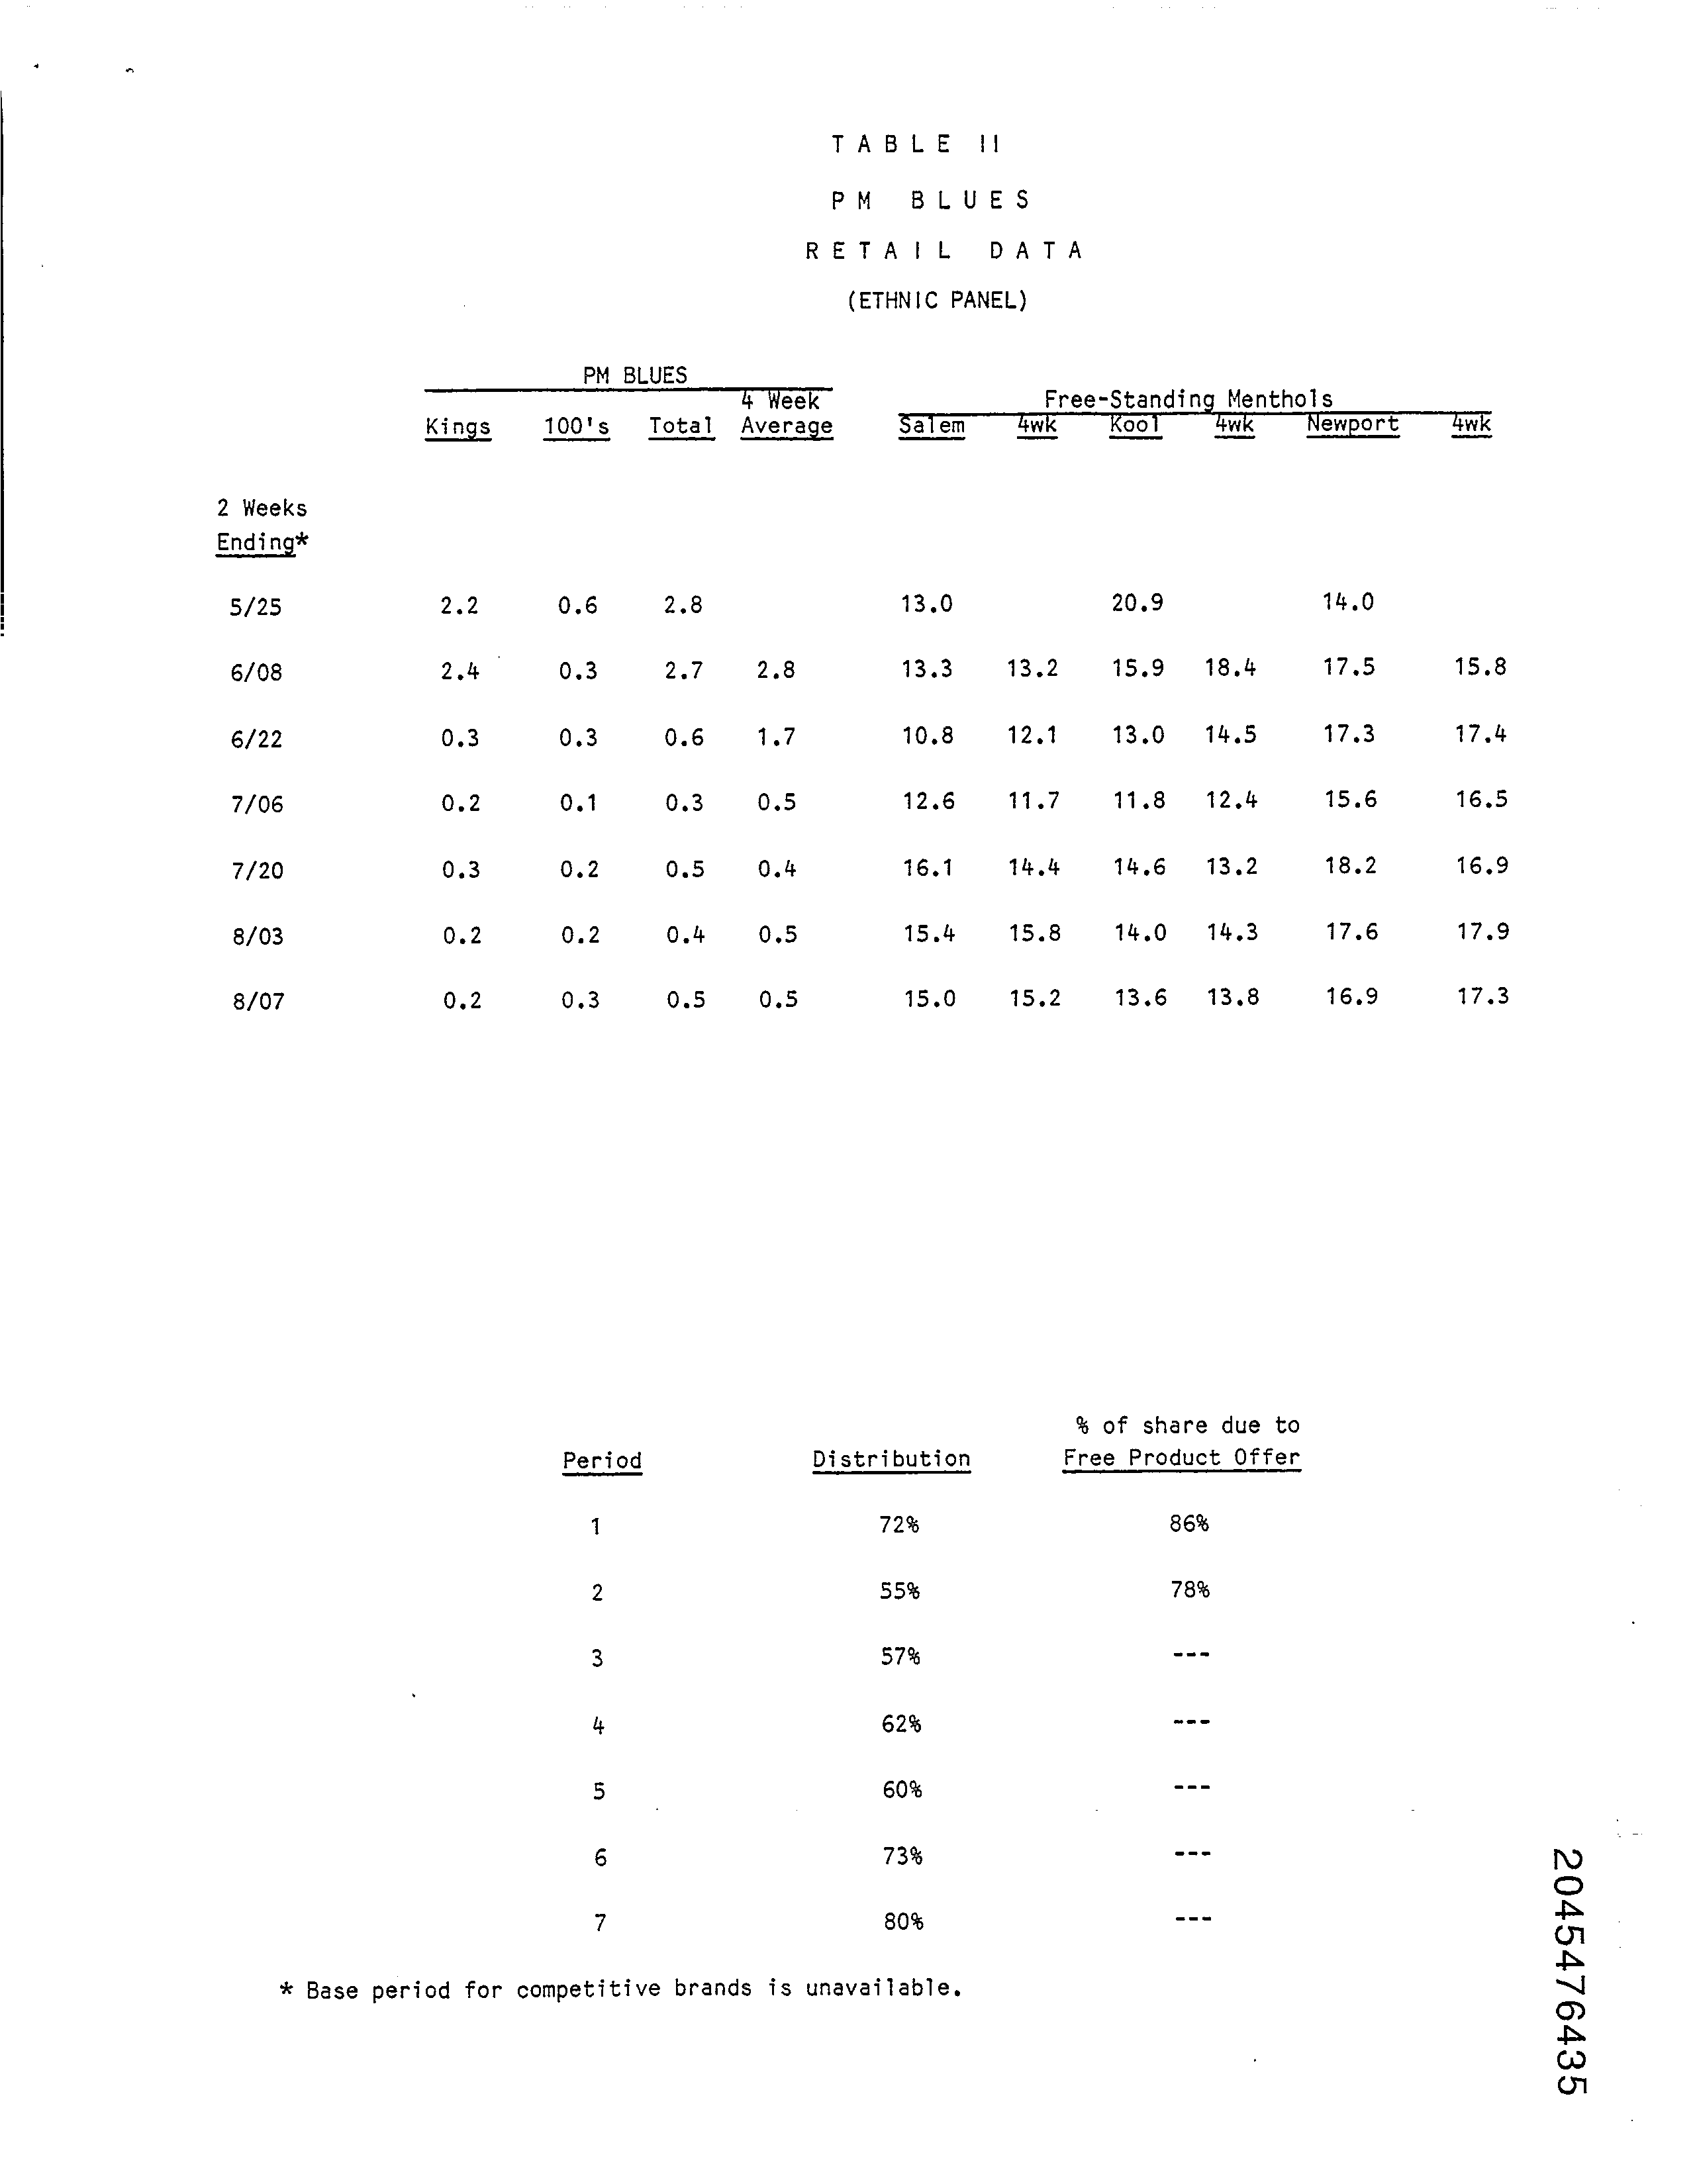 TABLE II
PM BLUES
RETAIL DATA
(ETHNIC PANEL)
PM BLUES
Free-Standing Menthols
Kings 100's Total 4 Week Average Salem 4wk Kool 4wk Newport 4wk
2 Weeks
Ending*
5/25 2.2 0.6 2.8 13.0 20.9 14.0
6/08 2.4 0.3 2.7 2.8 13.3 13.2 15.9 18.4 17.5 15.8
6/22 0.3 0.3 0.6 1.7 10.8 12.1 13.0 14.5 17.3 17.4
7/06 0.2 0.1 0.3 0.5 12.6 11.7 11.8 12.4 15.6 16.5
7/20 0.3 0.2 0.5 0.4 16.1 14.4 14.6 13.2 18.2 16.9
8/03 0.2 0.2 0.4 0.5 15.4 15.8 14.0 14.3 17.6 17.9
8/07 0.2 0.3 0.5 0.5 15.0 15.2 13.6 13.8 16.9 17.3
% of share due to
Period Distribution Free Product Offer
1 72% 86%
2 55% 78%
3 57% ---
4 62% ---
5 60% ---
6 73% ---
7 80% ---
* Base period for competitive brands is unavailable.
2045476435